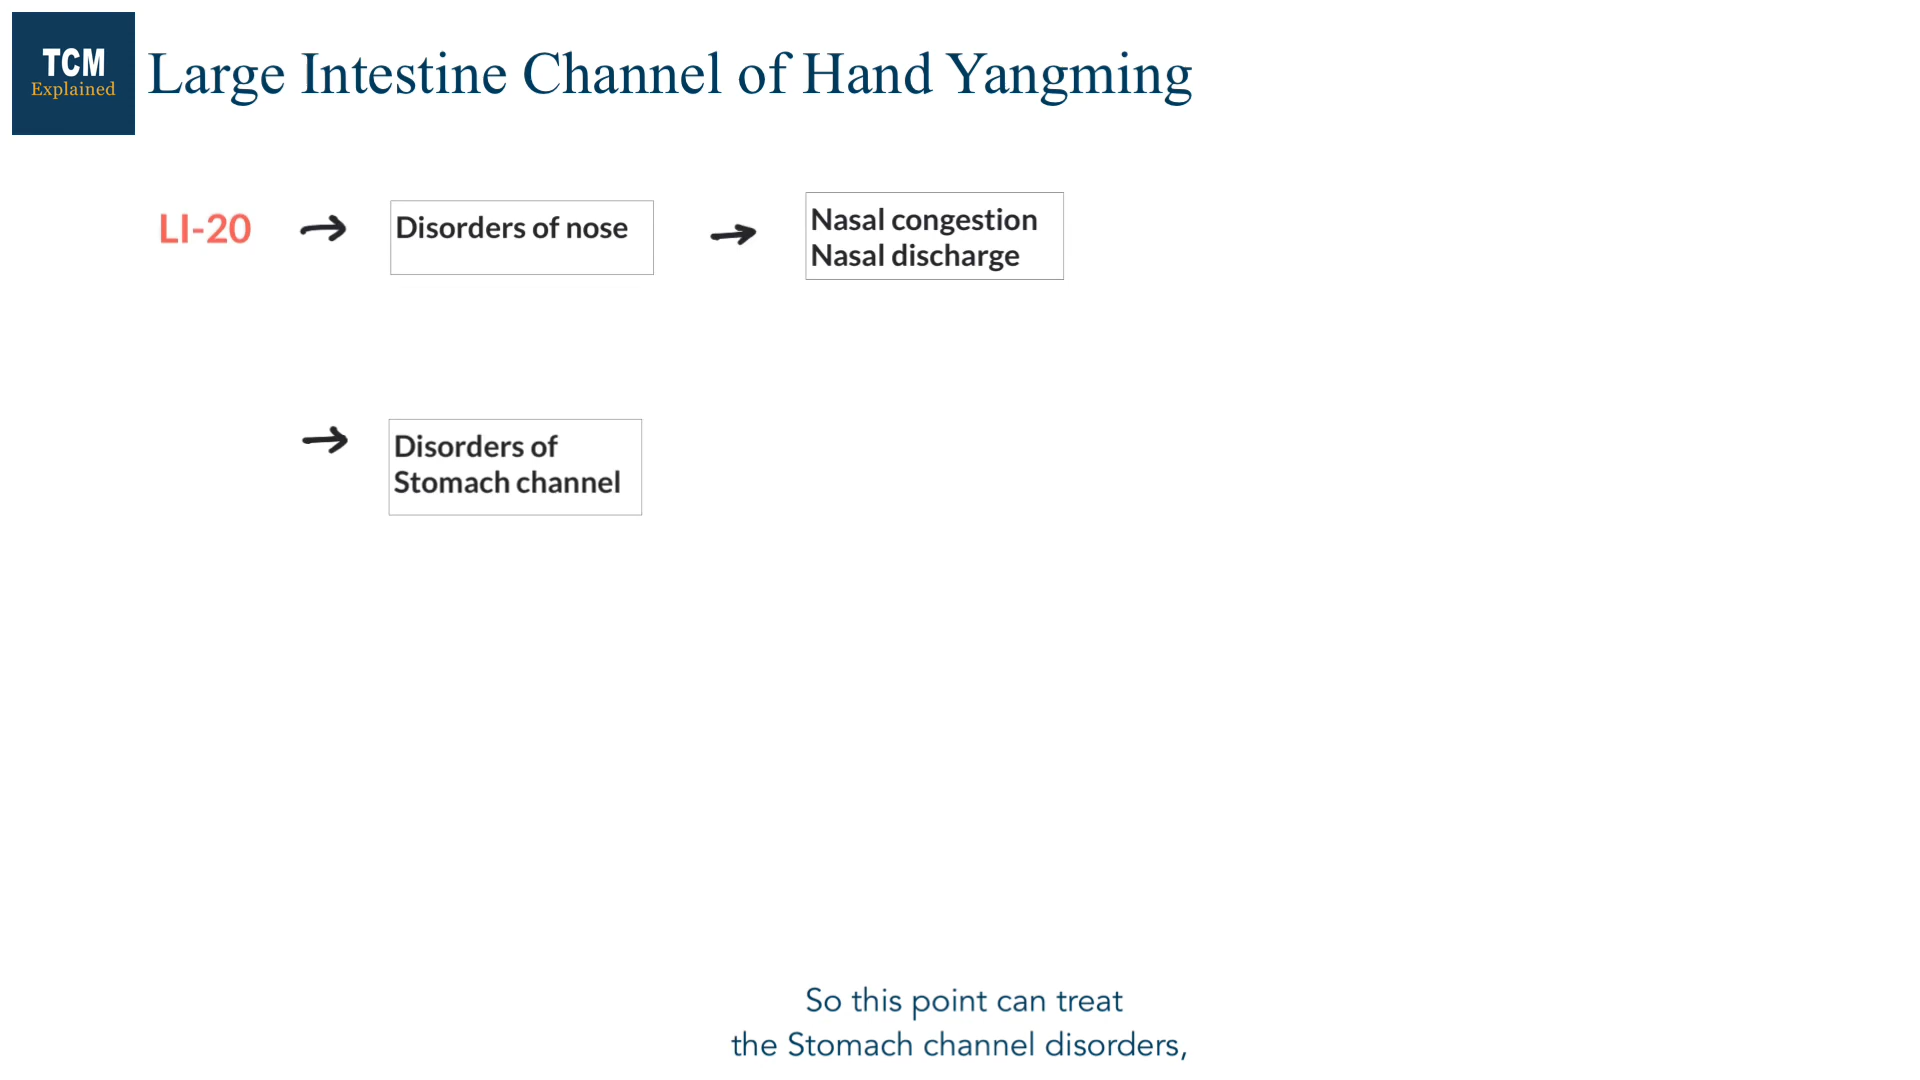 TCM
Explained
Large Intestine Channel of Hand Yangming
LI-20
Disorders of nose
Nasal congestion
Nasal discharge
Disorders of
Stomach channel
So this point can treat
the Stomach channel disorders,